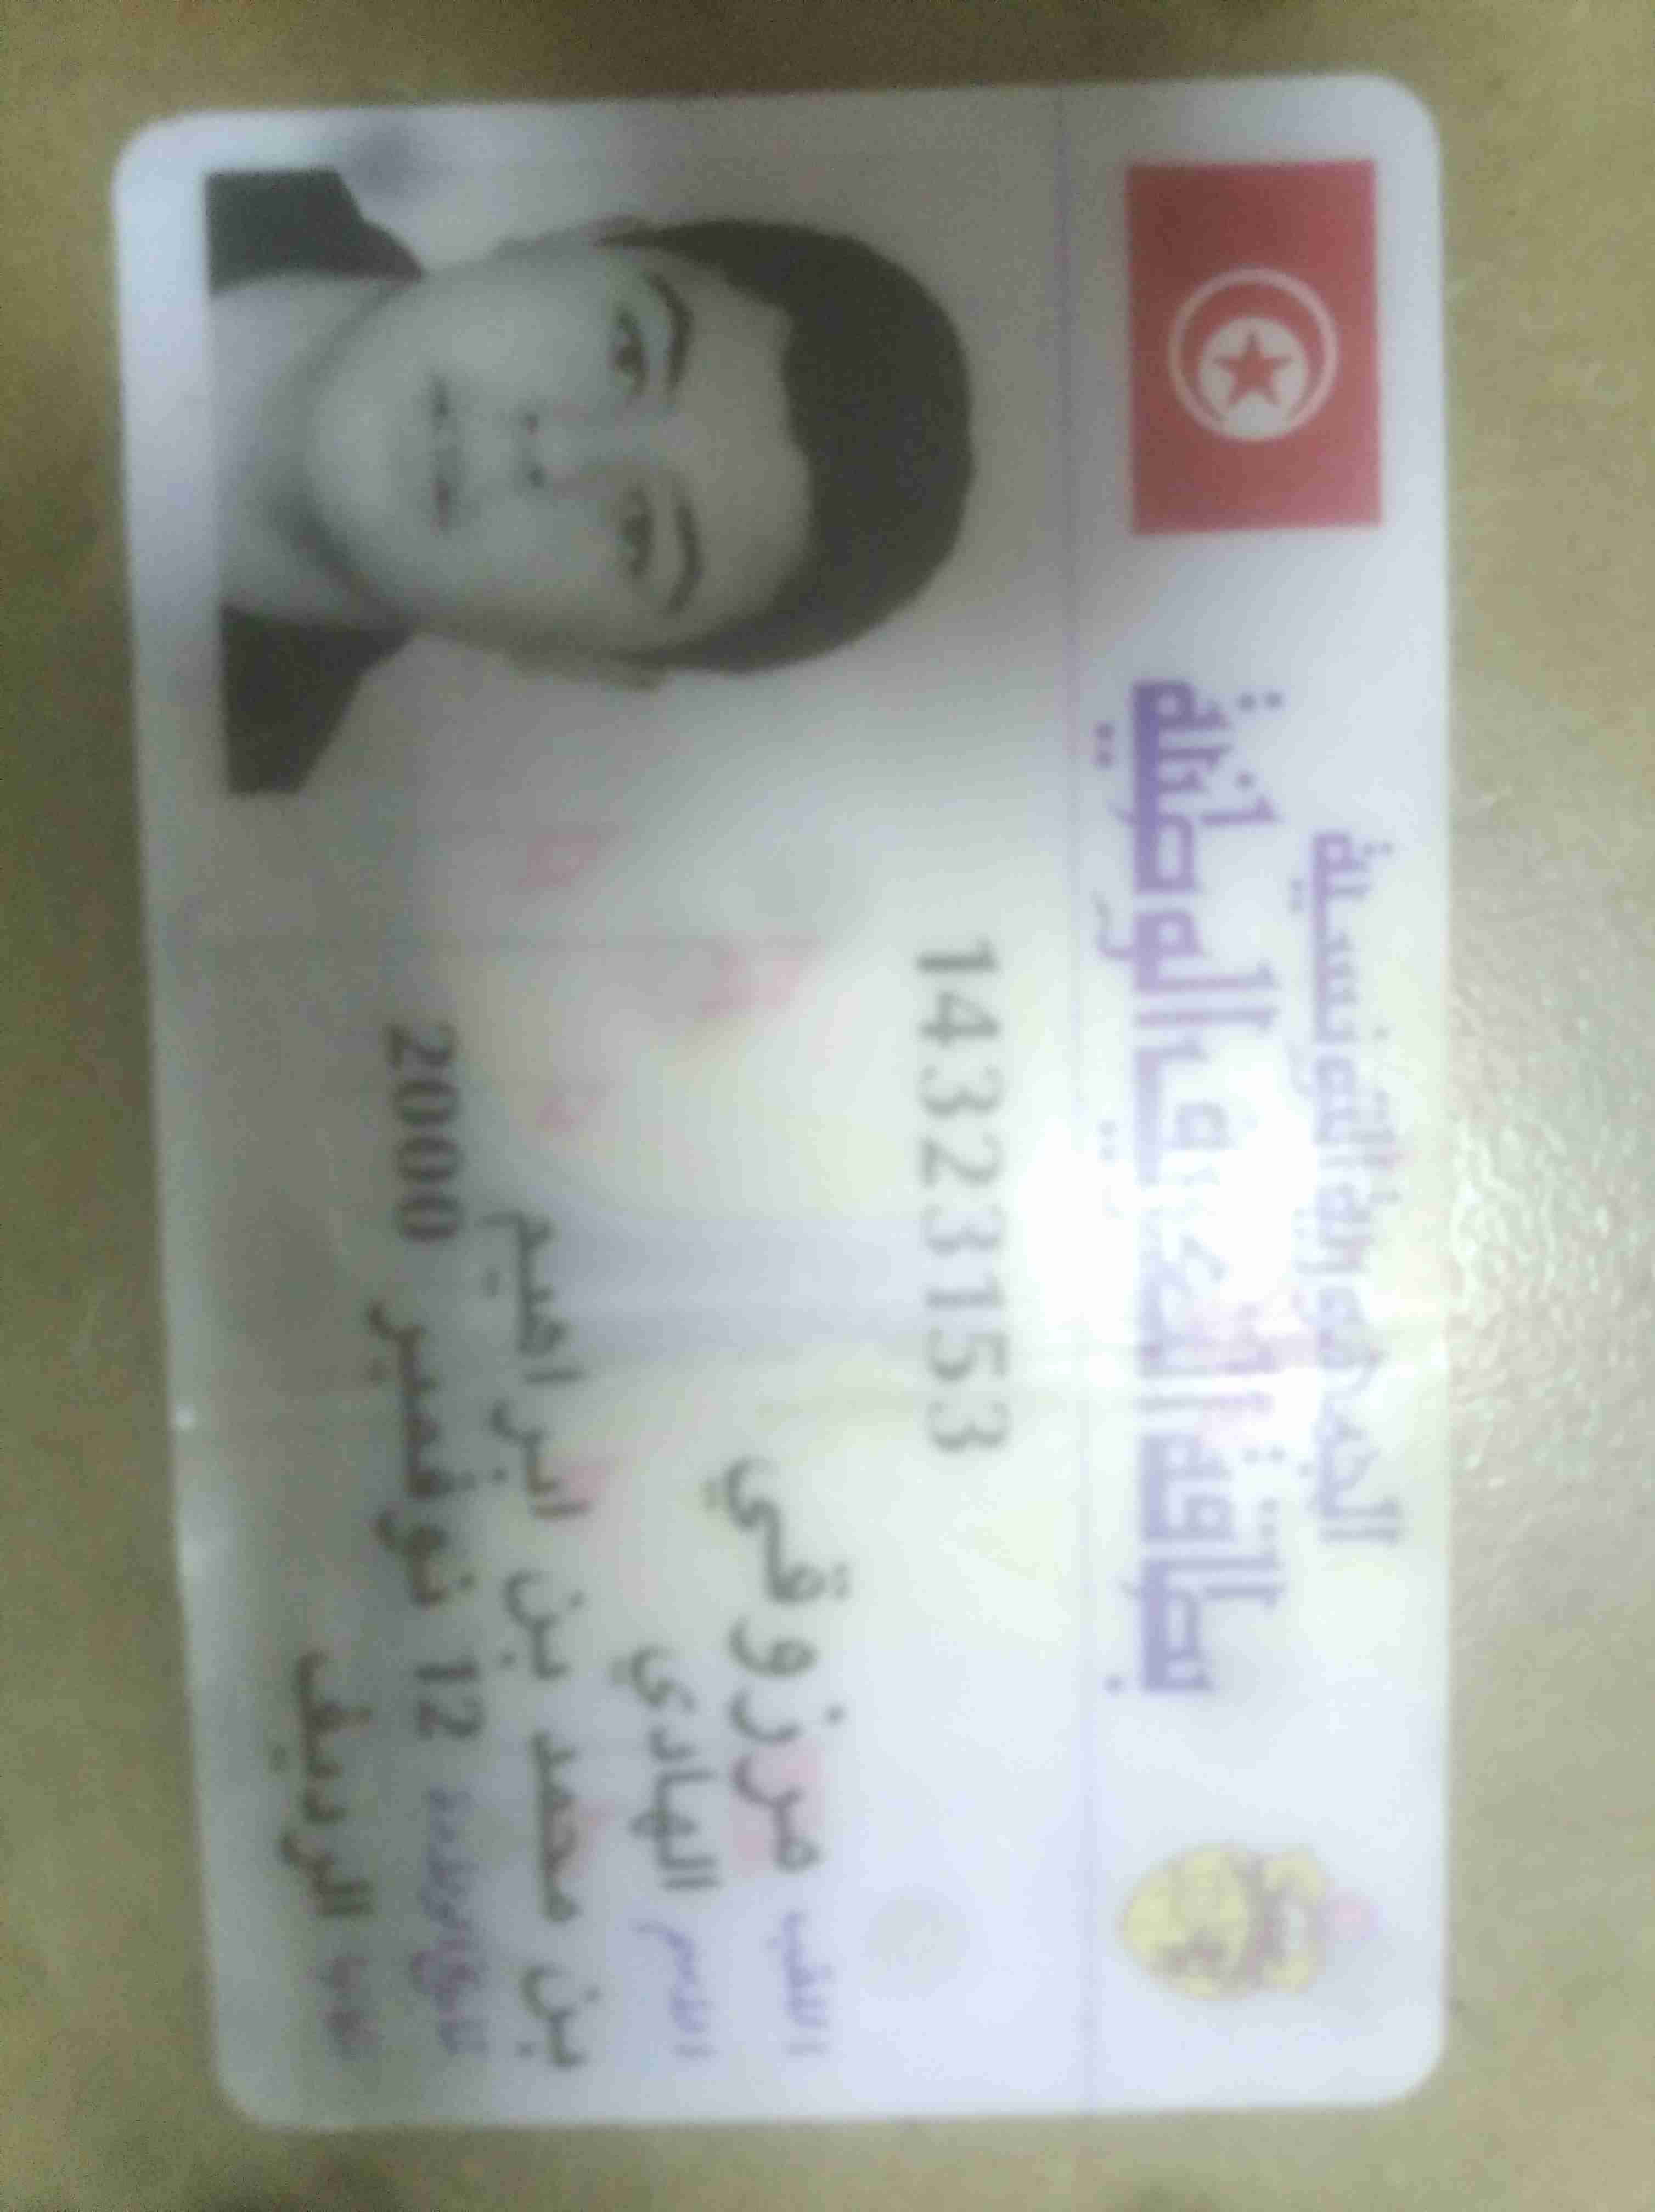 الجمهورية التونسية
بطاقة التعريف الوطنية
14323153
اللقب مرزوقي
الاسم الهادي
بن محمد بن ابراهيم
تاريخ الولادة 12 نوفمبر 2000
مكانها الرديف